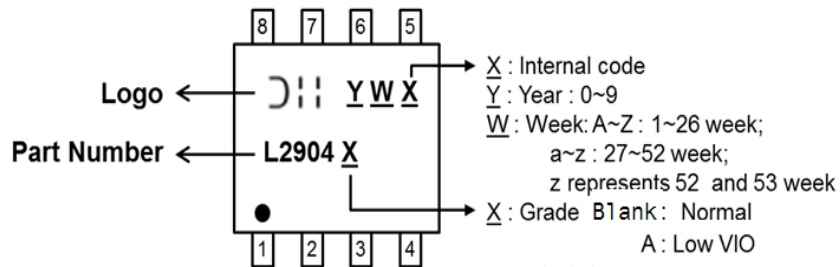 8 7 6 5
Logo
YWX
X : Internal code
Y : Year : 0~9
W : Week: A~Z : 1~26 week;
a~z : 27~52 week;
z represents 52 and 53 week
Part Number
L2904 X
X : Grade Blank: Normal
A : Low VIO
1 2 3 4